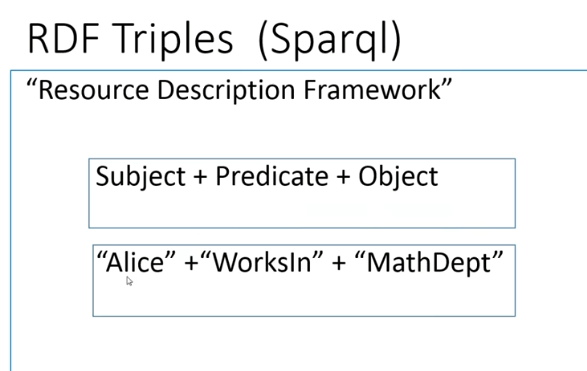 RDF Triples (Sparql)
“Resource Description Framework”
Subject + Predicate + Object
“Alice” +“WorksIn” + “MathDept”